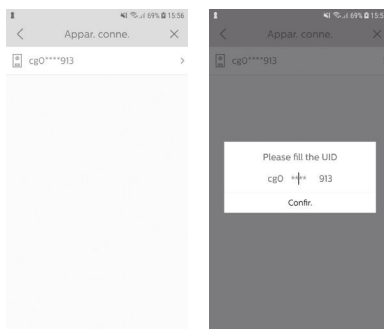 69% 15:56
Appar. conne.
cg0****913
69% 15:5
Appar. conne.
cg0****913
Please fill the UID
cg0 **** 913
Confir.